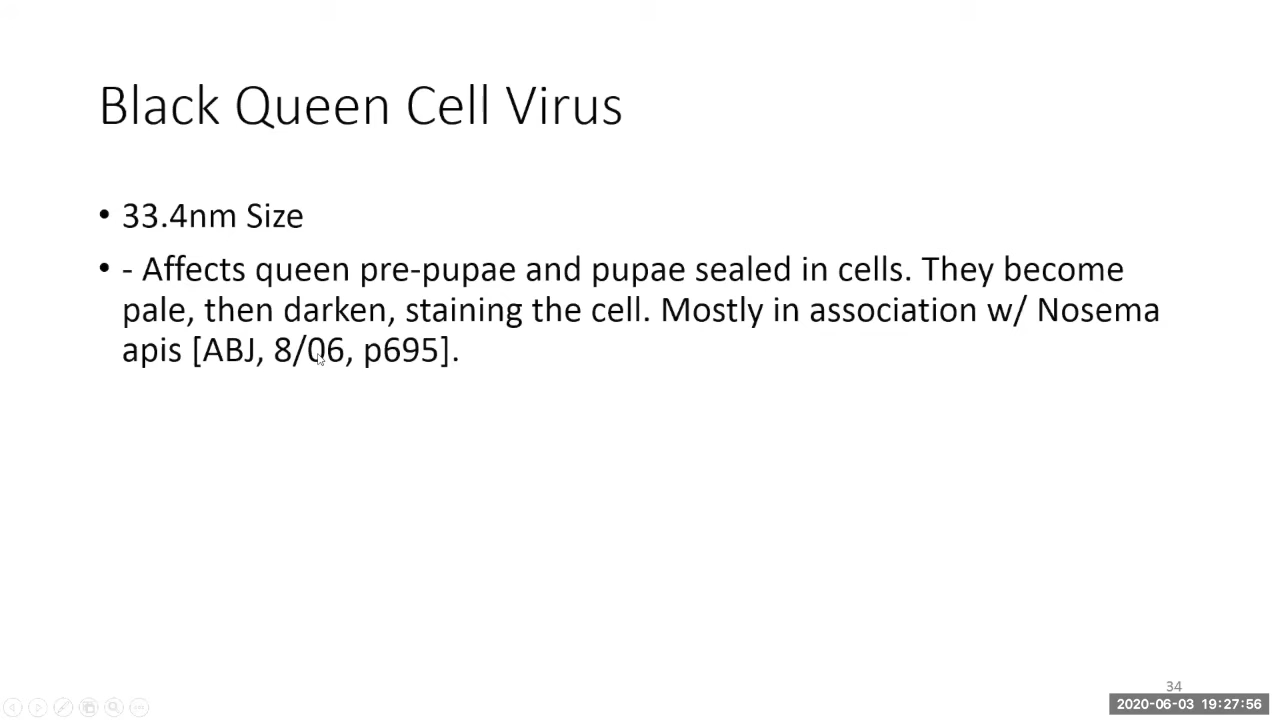 Black Queen Cell Virus
• 33.4nm Size
• - Affects queen pre-pupae and pupae sealed in cells. They become
pale, then darken, staining the cell. Mostly in association w/ Nosema
apis [ABJ, 8/06, p695].
34
2020-06-03 19:27:56